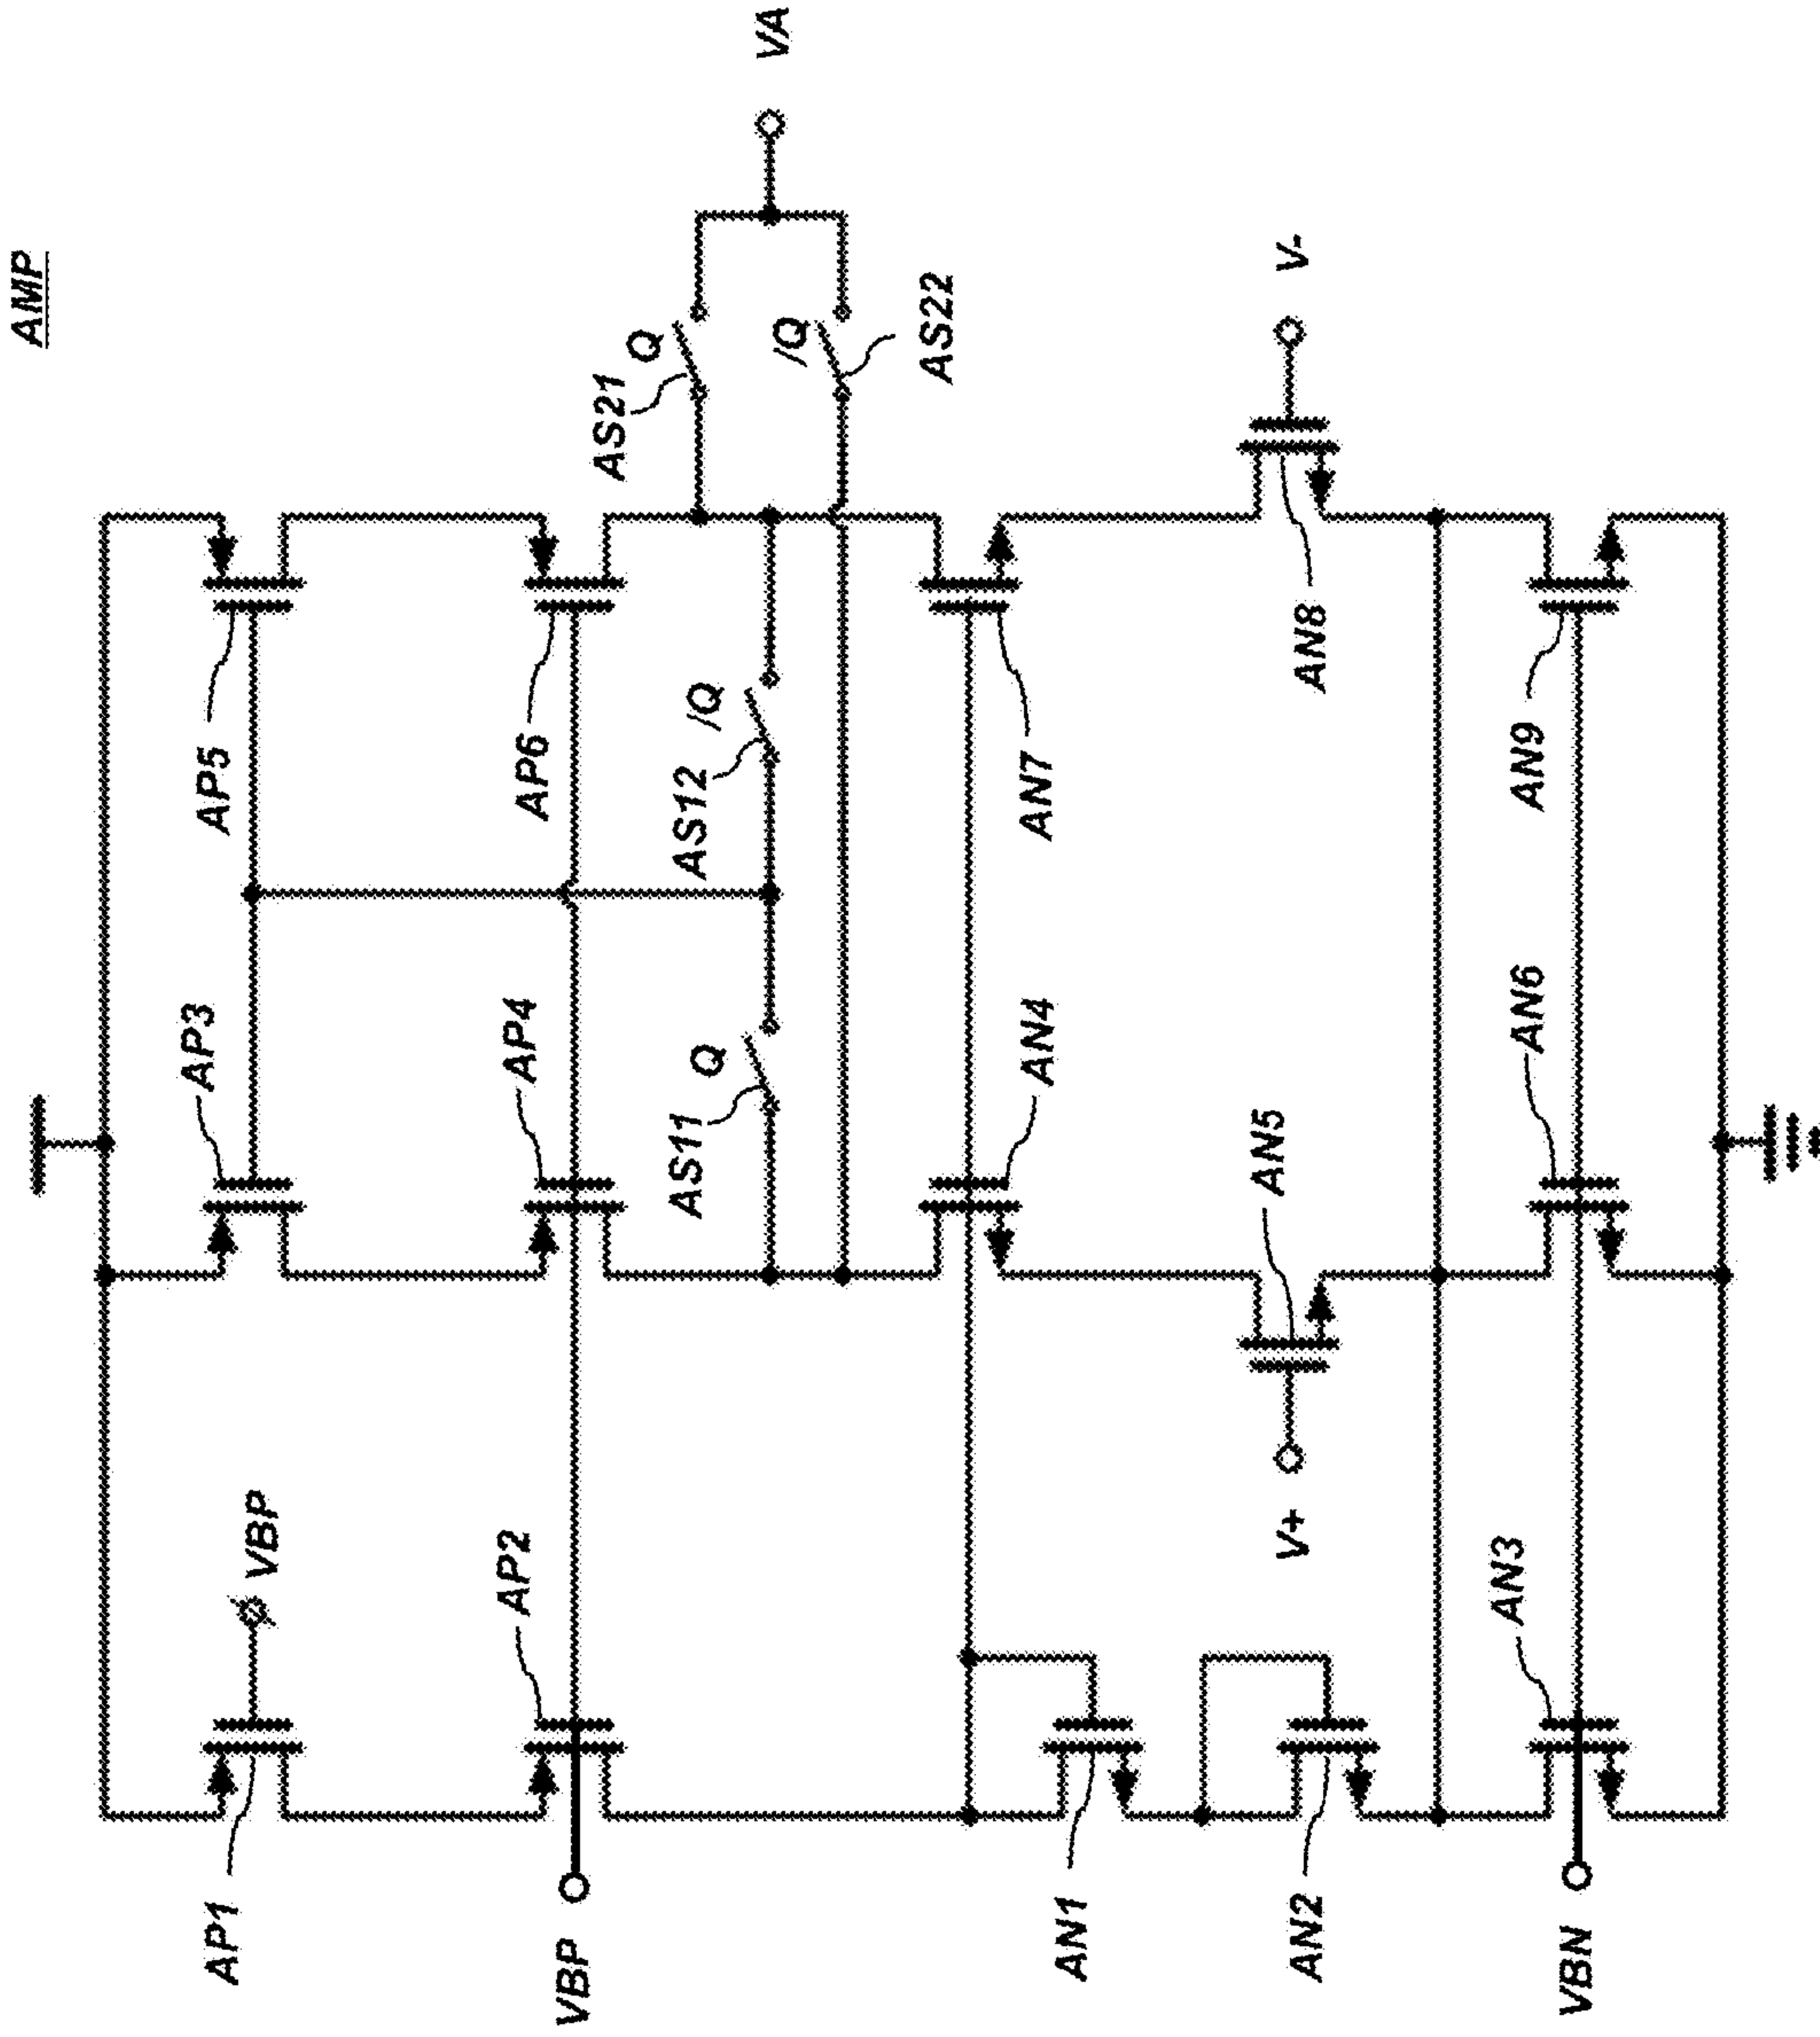 AMP
VA
AS21
Q
/Q
AS22
V-
AP5
AP6
AS12
/Q
AN7
AN8
AN9
AP3
AP4
AS11
Q
AN4
AN5
AN6
VBP
AP2
V+
AN3
AP1
VBP
AN1
AN2
VBN